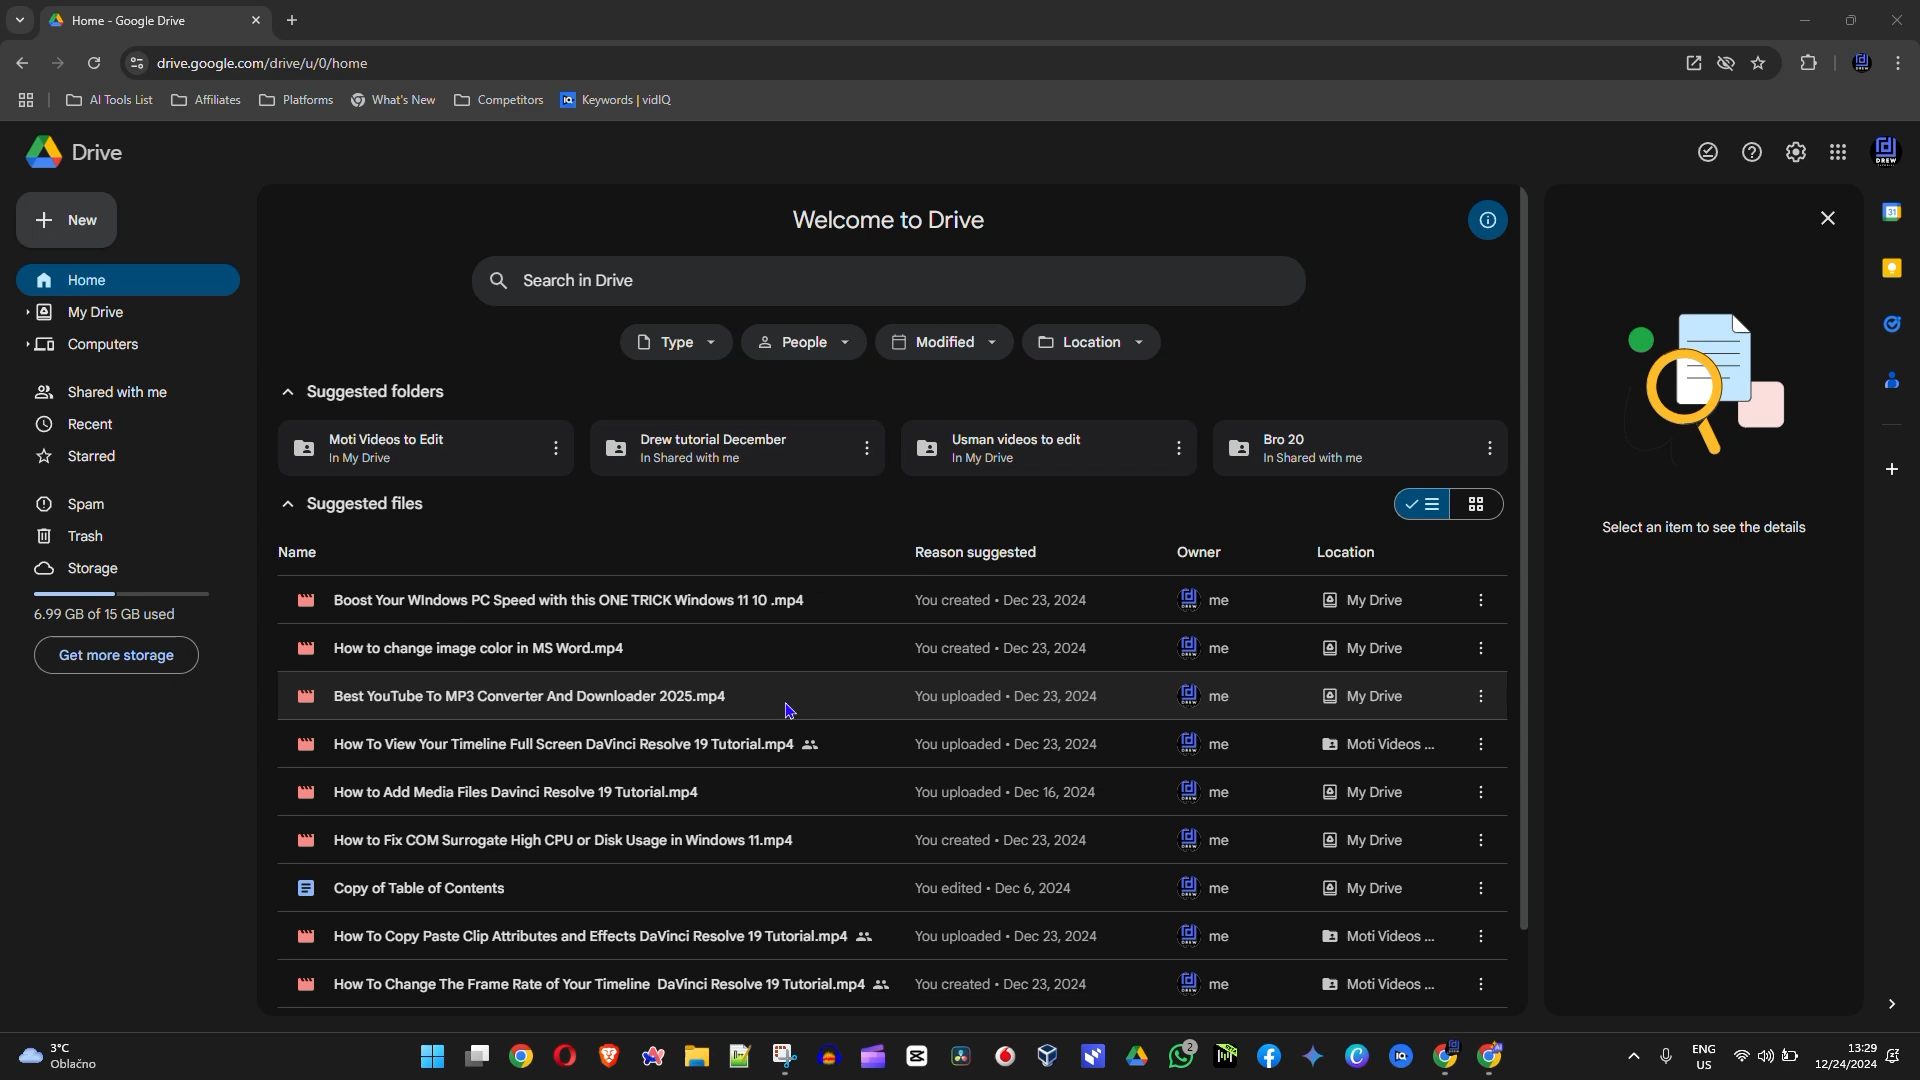 Home - Google Drive
drive.google.com/drive/u/0/home
AI Tools List
Affiliates
Platforms
What's New
Competitors
Keywords | vidIQ
Drive
New
Welcome to Drive
Home
Search in Drive
My Drive
Computers
Type
People
Modified
Location
Shared with me
Suggested folders
Recent
Starred
Moti Videos to Edit
In My Drive
Drew tutorial December
In Shared with me
Usman videos to edit
In My Drive
Bro 20
In Shared with me
Spam
Suggested files
Trash
Select an item to see the details
Storage
6.99 GB of 15 GB used
Get more storage
Name Reason suggested Owner Location
Boost Your WIndows PC Speed with this ONE TRICK Windows 11 10 .mp4 You created • Dec 23, 2024 me My Drive
How to change image color in MS Word.mp4 You created • Dec 23, 2024 me My Drive
Best YouTube To MP3 Converter And Downloader 2025.mp4 You uploaded • Dec 23, 2024 me My Drive
How To View Your Timeline Full Screen DaVinci Resolve 19 Tutorial.mp4 You uploaded • Dec 23, 2024 me Moti Videos ...
How to Add Media Files Davinci Resolve 19 Tutorial.mp4 You uploaded • Dec 16, 2024 me My Drive
How to Fix COM Surrogate High CPU or Disk Usage in Windows 11.mp4 You created • Dec 23, 2024 me My Drive
Copy of Table of Contents You edited • Dec 6, 2024 me My Drive
How To Copy Paste Clip Attributes and Effects DaVinci Resolve 19 Tutorial.mp4 You uploaded • Dec 23, 2024 me Moti Videos ...
How To Change The Frame Rate of Your Timeline DaVinci Resolve 19 Tutorial.mp4 You created • Dec 23, 2024 me Moti Videos ...
3°C
Oblačno
2
ENG
US
13:29
12/24/2024